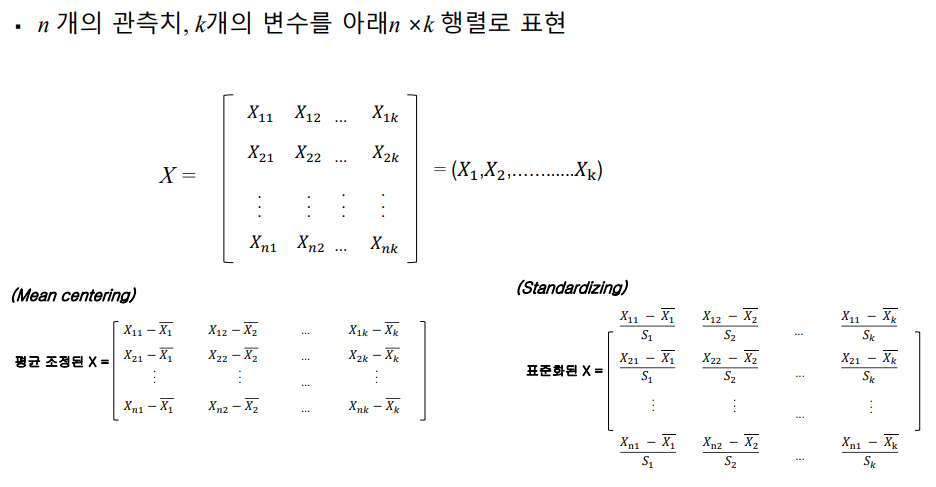 ▪ n 개의 관측치, k개의 변수를 아래n ×k 행렬로 표현
X₁₁ X₁₂ ... X₁ₖ
X₂₁ X₂₂ ... X₂ₖ
X = = (X₁,X₂,............Xₖ)
⋮ ⋮ ⋮ ⋮
Xₙ₁ Xₙ₂ ... Xₙₖ
(Mean centering)
X₁₁ − X̅₁ X₁₂ − X̅₂ ... X₁ₖ − X̅ₖ
평균 조정된 X = X₂₁ − X̅₁ X₂₂ − X̅₂ ... X₂ₖ − X̅ₖ
⋮ ⋮ ... ⋮
Xₙ₁ − X̅₁ Xₙ₂ − X̅₂ ... Xₙₖ − X̅ₖ
(Standardizing)
X₁₁ − X̅₁ X₁₂ − X̅₂ ... X₁₁ − X̅ₖ
S₁ S₂ Sₖ
표준화된 X = X₂₁ − X̅₁ X₂₂ − X̅₂ ... X₂₁ − X̅ₖ
S₁ S₂ Sₖ
⋮ ⋮ ... ⋮
Xₙ₁ − X̅₁ Xₙ₂ − X̅₂ ... Xₙ₁ − X̅ₖ
S₁ S₂ Sₖ